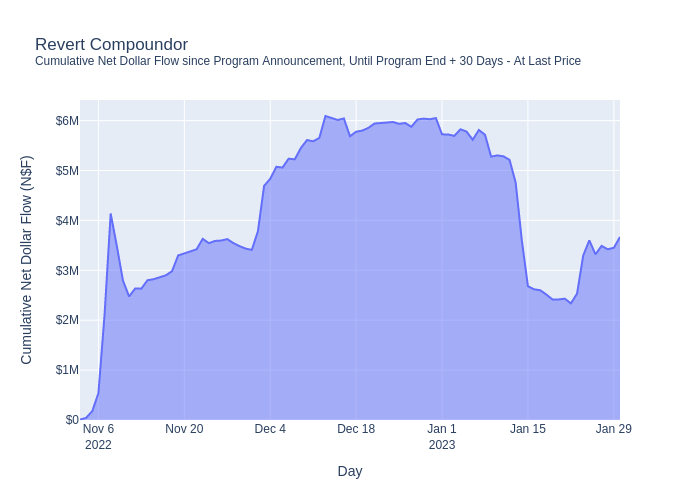 Revert Compoundor
Cumulative Net Dollar Flow since Program Announcement, Until Program End + 30 Days - At Last Price
Cumulative Net Dollar Flow (N$F)
$6M
$5M
$4M
$3M
$2M
$1M
$0
Nov 6
2022
Nov 20
Dec 4
Dec 18
Jan 1
2023
Jan 15
Jan 29
Day